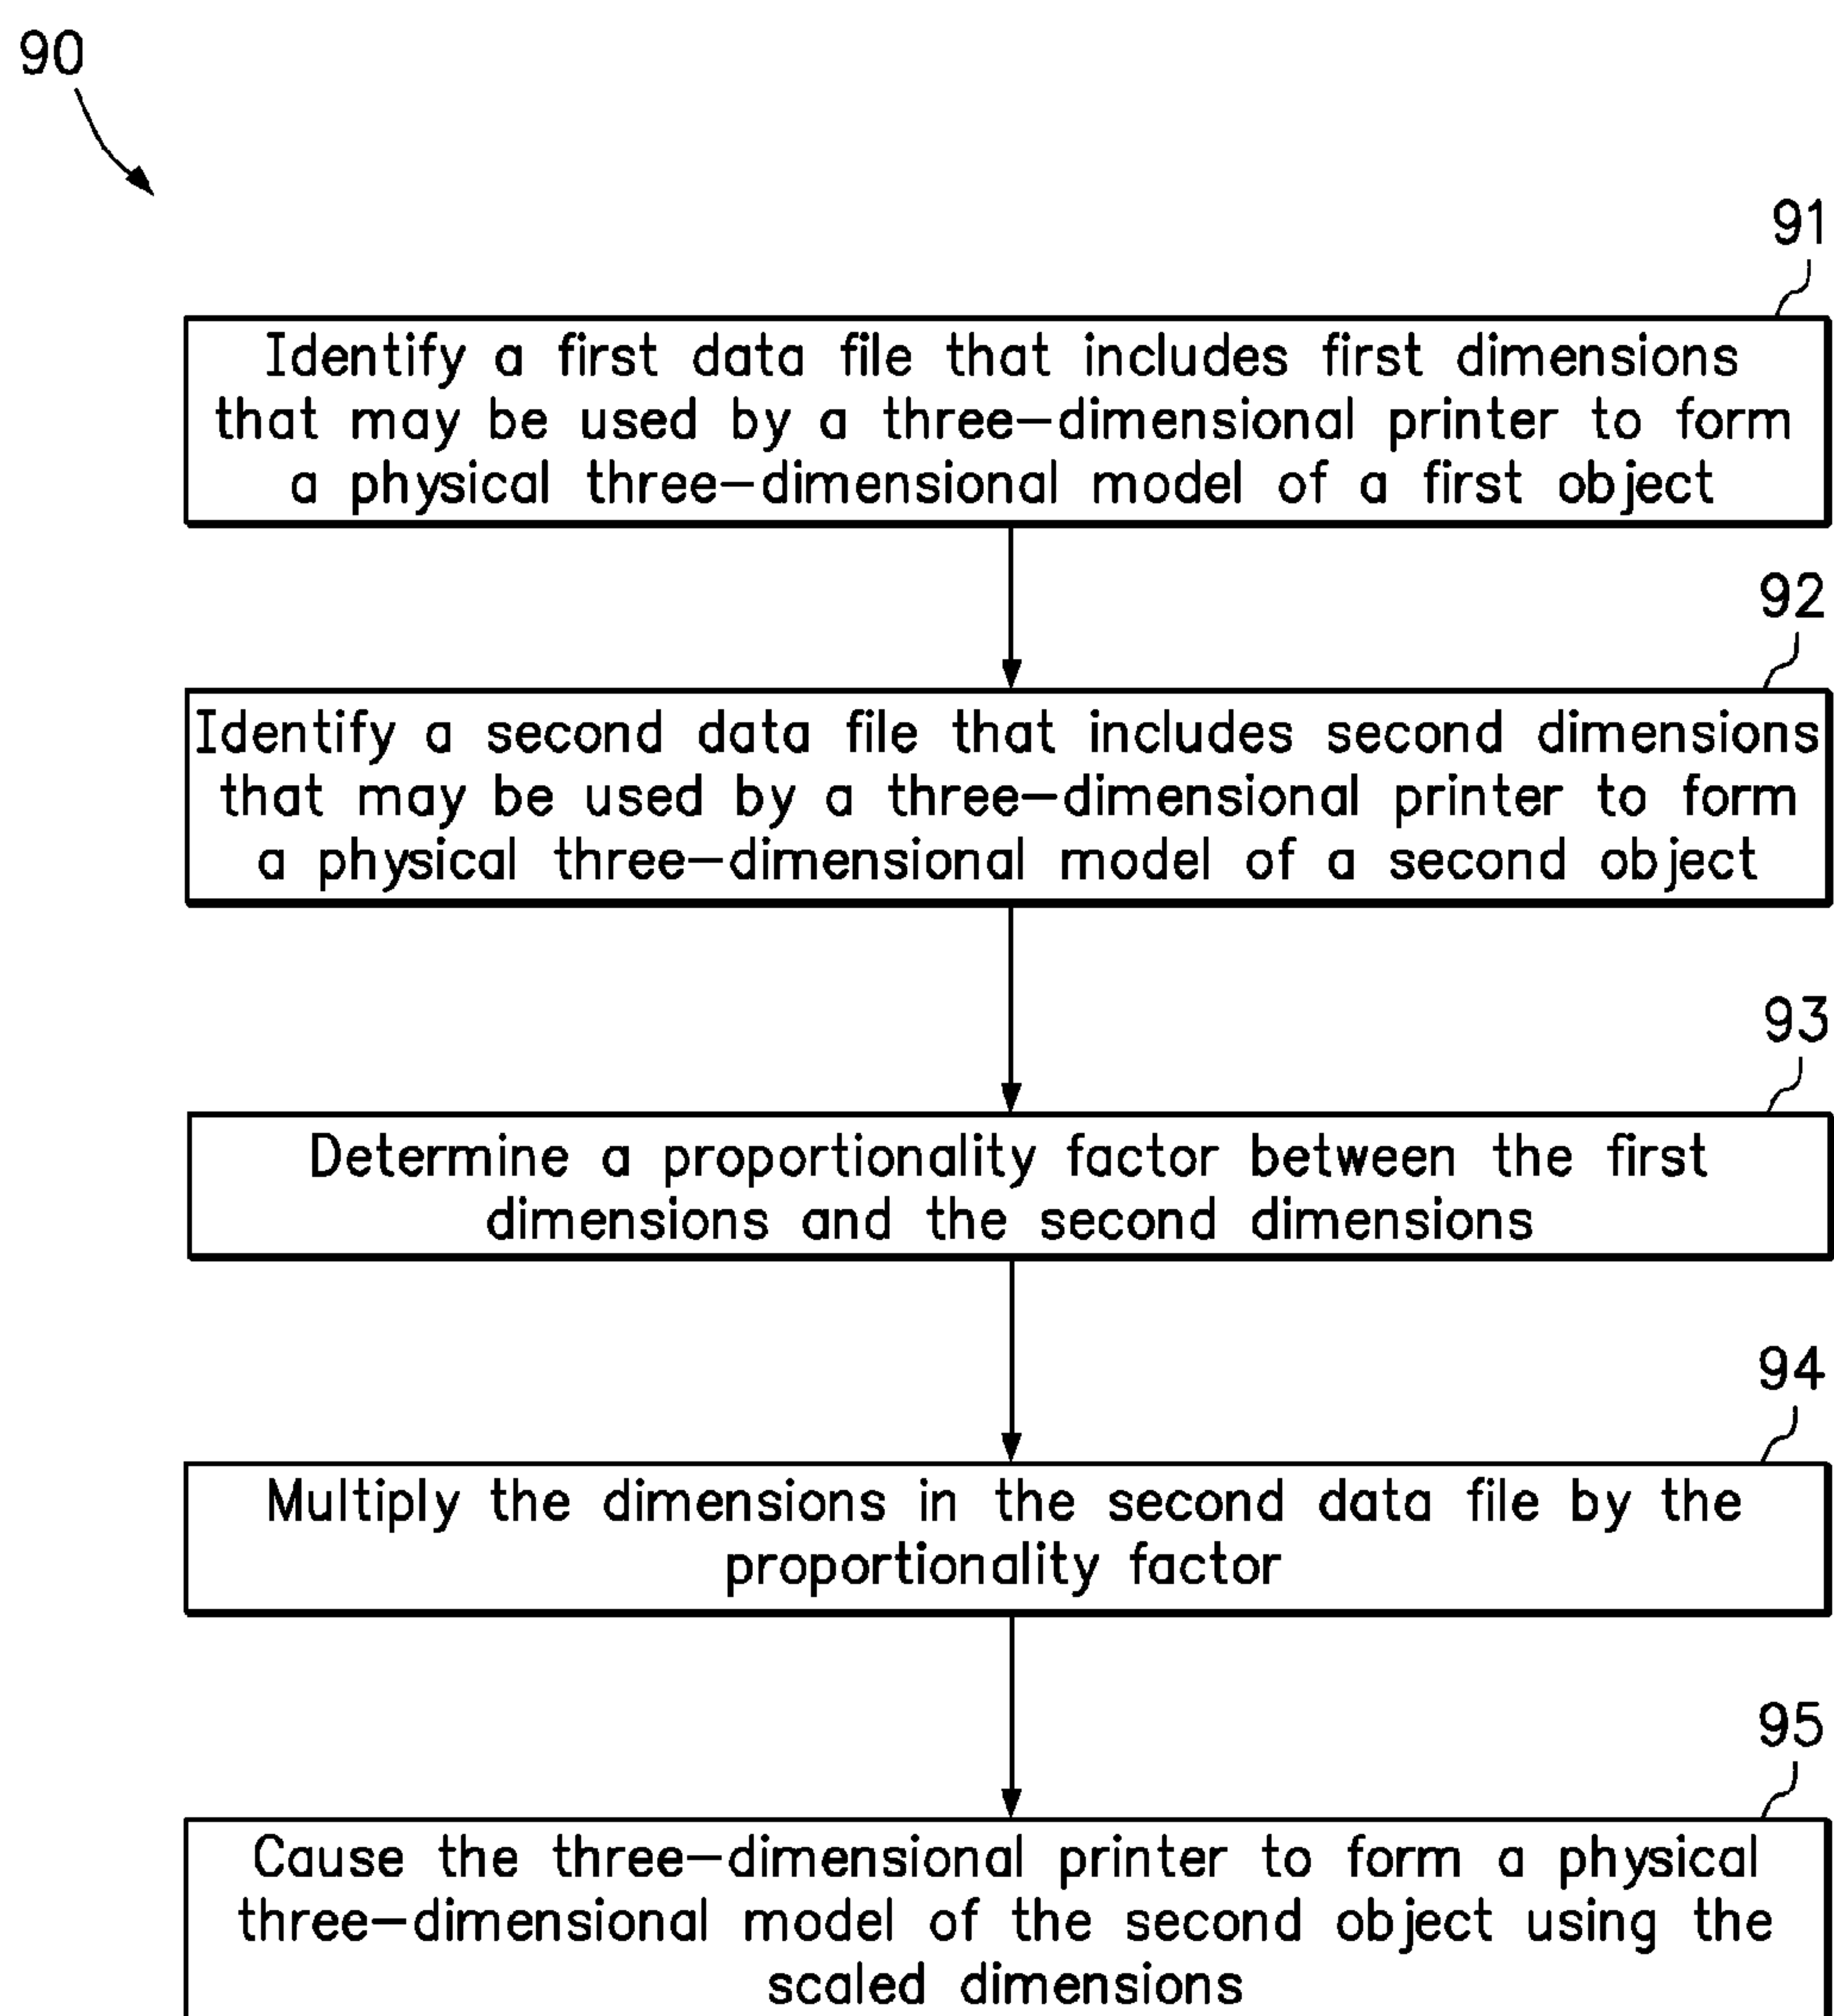 90
91
Identify a first data file that includes first dimensions
that may be used by a three-dimensional printer to form
a physical three-dimensional model of a first object
92
Identify a second data file that includes second dimensions
that may be used by a three-dimensional printer to form
a physical three-dimensional model of a second object
93
Determine a proportionality factor between the first
dimensions and the second dimensions
94
Multiply the dimensions in the second data file by the
proportionality factor
95
Cause the three-dimensional printer to form a physical
three-dimensional model of the second object using the
scaled dimensions